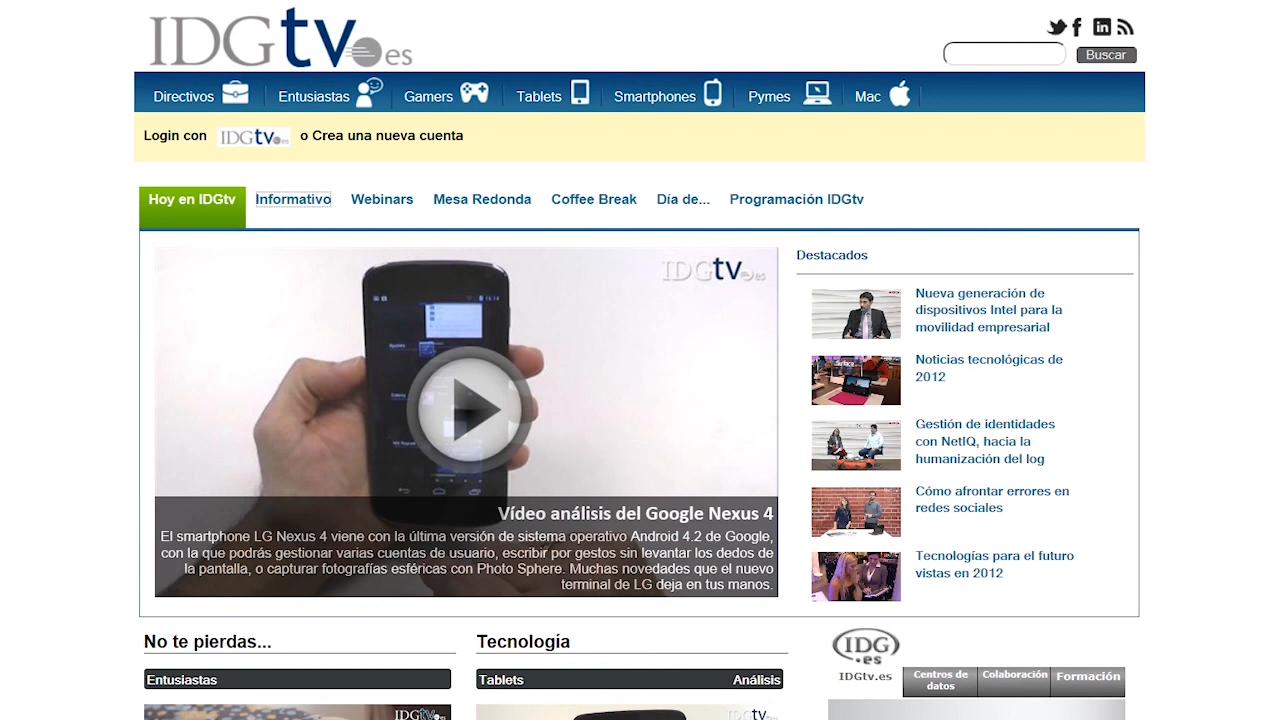 IDGtv.es
Buscar
Directivos
Entusiastas
Gamers
Tablets
Smartphones
Pymes
Mac
Login con IDGtv.es o Crea una nueva cuenta
Hoy en IDGtv
Informativo
Webinars
Mesa Redonda
Coffee Break
Día de...
Programación IDGtv
IDGtv.es
Vídeo análisis del Google Nexus 4
El smartphone LG Nexus 4 viene con la última versión de sistema operativo Android 4.2 de Google,
con la que podrás gestionar varias cuentas de usuario, escribir por gestos sin levantar los dedos de
la pantalla, o capturar fotografías esféricas con Photo Sphere. Muchas novedades que el nuevo
terminal de LG deja en tus manos.
Destacados
Nueva generación de
dispositivos Intel para la
movilidad empresarial
Noticias tecnológicas de
2012
Gestión de identidades
con NetIQ, hacia la
humanización del log
Cómo afrontar errores en
redes sociales
Tecnologías para el futuro
vistas en 2012
No te pierdas...
Entusiastas
IDGtv.es
Tecnología
Tablets
Análisis
IDGtv.es
IDG
.es
IDGtv.es
Centros de
datos
Colaboración
Formación